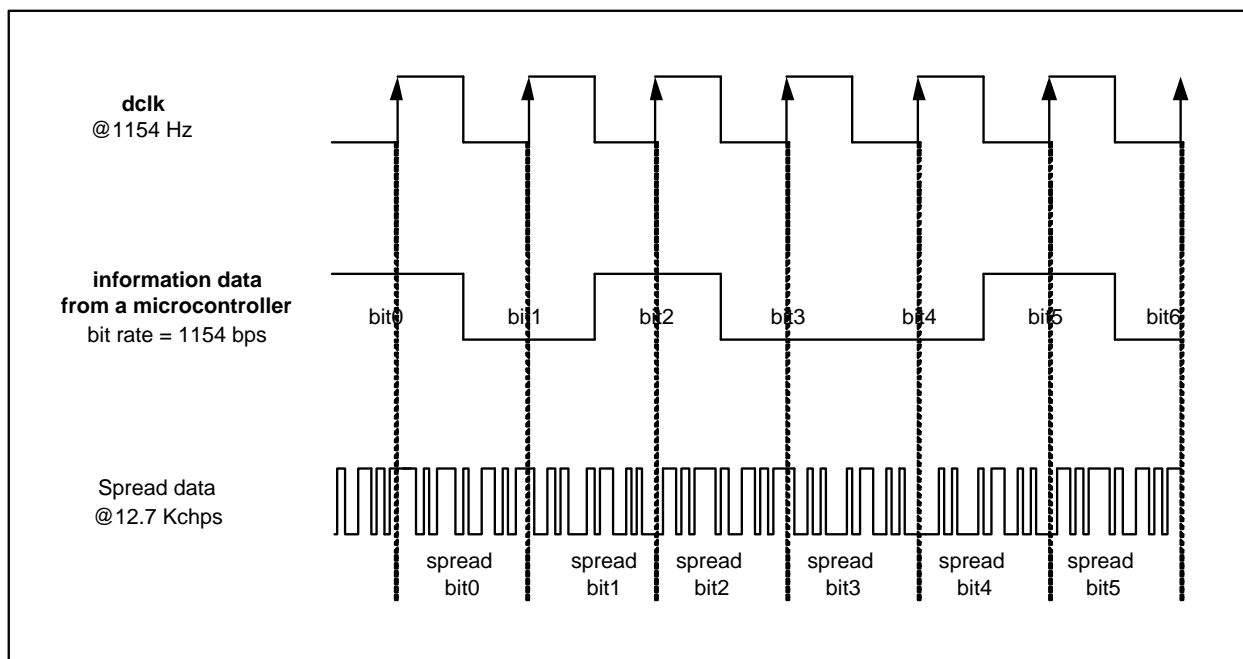 dclk
@1154 Hz
information data
from a microcontroller
bit rate = 1154 bps
bit0 bit1 bit2 bit3 bit4 bit5 bit6
Spread data
@12.7 Kchps
spread spread spread spread spread spread
bit0 bit1 bit2 bit3 bit4 bit5